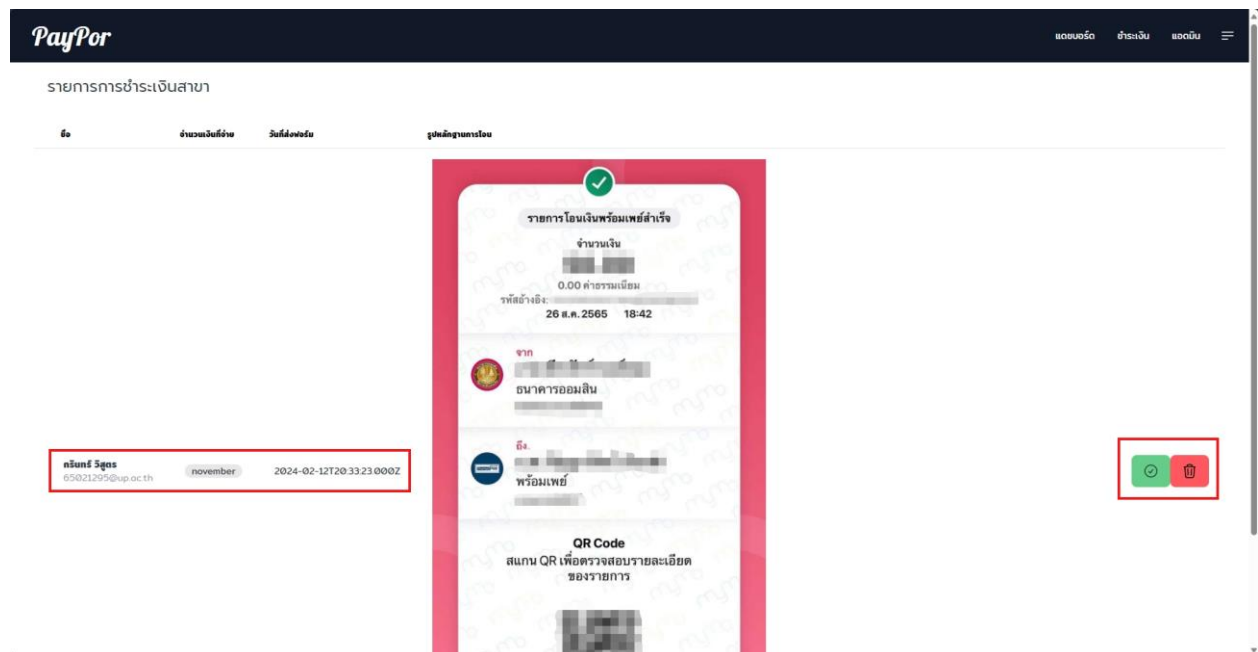 PayPor
แดชบอร์ด ชำระเงิน แอดมิน
รายการการชำระเงินสาขา
ชื่อ จำนวนเงินที่จ่าย วันที่ส่งฟอร์ม รูปหลักฐานการโอน
รายการโอนเงินพร้อมเพย์สำเร็จ
จำนวนเงิน
0.00 ค่าธรรมเนียม
รหัสอ้างอิง:
26 ส.ค. 2565 18:42
จาก
ธนาคารออมสิน
ถึง
พร้อมเพย์
กรินทร์ วิสูตร
65021295@up.ac.th
november
2024-02-12T20:33:23.000Z
QR Code
สแกน QR เพื่อตรวจสอบรายละเอียด
ของรายการ